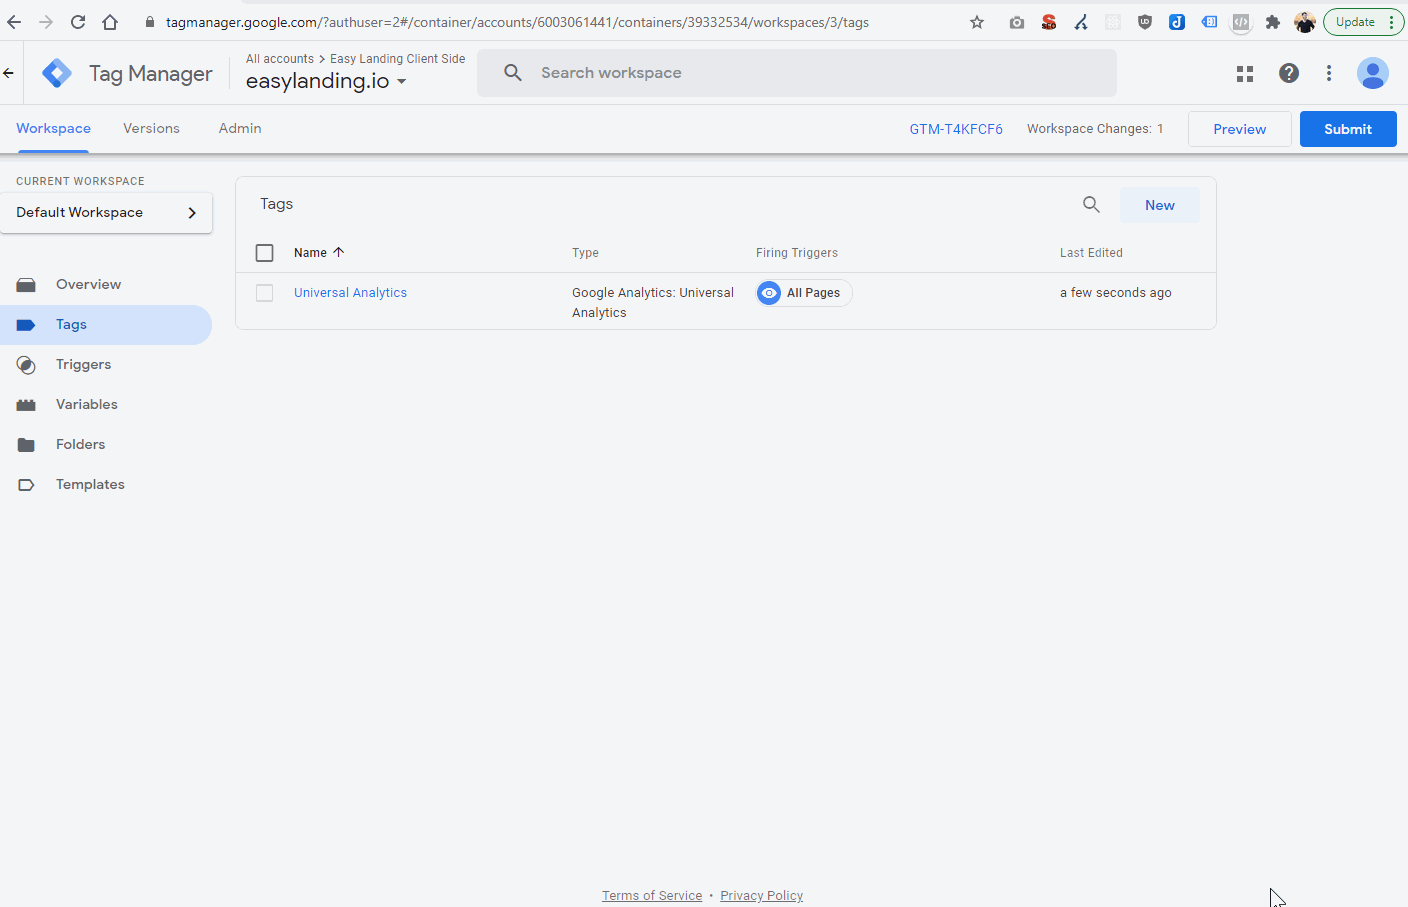 tagmanager.google.com/?authuser=2#/container/accounts/6003061441/containers/39332534/workspaces/3/tags
Update
Tag Manager
All accounts > Easy Landing Client Side
easylanding.io
Search workspace
Workspace Versions Admin
GTM-T4KFCF6 Workspace Changes: 1 Preview Submit
CURRENT WORKSPACE
Default Workspace
Overview
Tags
Triggers
Variables
Folders
Templates
Tags New
Name Type Firing Triggers Last Edited
Universal Analytics Google Analytics: Universal All Pages a few seconds ago
Analytics
Terms of Service • Privacy Policy